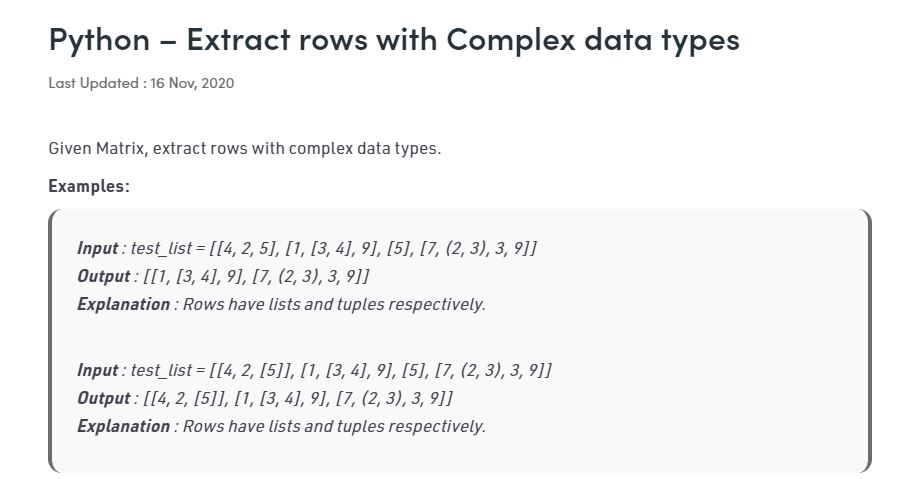 Python – Extract rows with Complex data types
Last Updated : 16 Nov, 2020
Given Matrix, extract rows with complex data types.
Examples:
Input : test_list = [[4, 2, 5], [1, [3, 4], 9], [5], [7, (2, 3), 3, 9]]
Output : [[1, [3, 4], 9], [7, (2, 3), 3, 9]]
Explanation : Rows have lists and tuples respectively.
Input : test_list = [[4, 2, [5]], [1, [3, 4], 9], [5], [7, (2, 3), 3, 9]]
Output : [[4, 2, [5]], [1, [3, 4], 9], [7, (2, 3), 3, 9]]
Explanation : Rows have lists and tuples respectively.